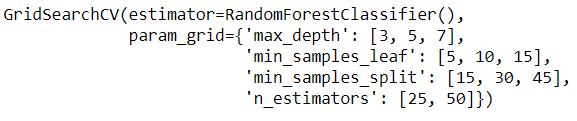 GridSearchCV(estimator=RandomForestClassifier(),
             param_grid={'max_depth': [3, 5, 7],
                         'min_samples_leaf': [5, 10, 15],
                         'min_samples_split': [15, 30, 45],
                         'n_estimators': [25, 50]})